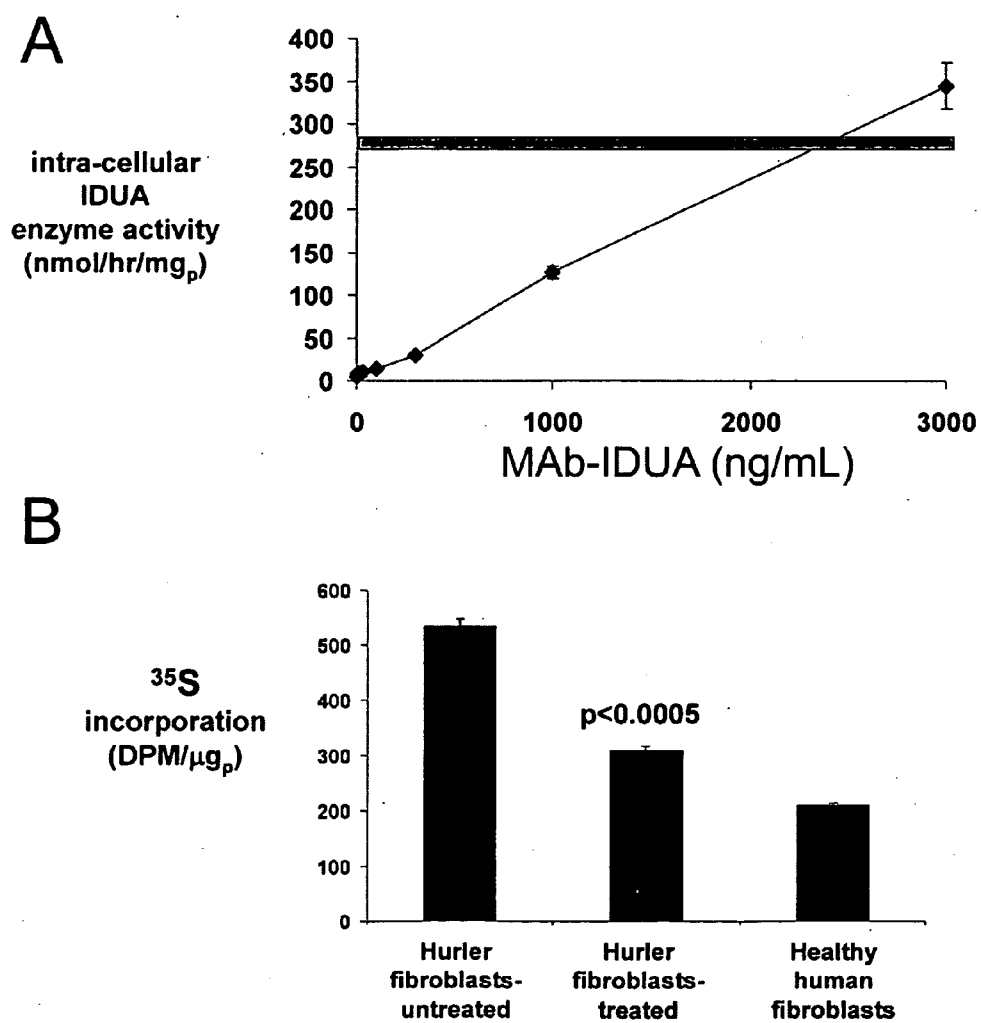 A
400
350
300
250
200
150
100
50
0
intra-cellular
IDUA
enzyme activity
(nmol/hr/mgp)
0 1000 2000 3000
MAb-IDUA (ng/mL)
B
600
500
400
300
200
100
0
35S
incorporation
(DPM/μgp)
p<0.0005
Hurler
fibroblasts-
untreated
Hurler
fibroblasts-
treated
Healthy
human
fibroblasts